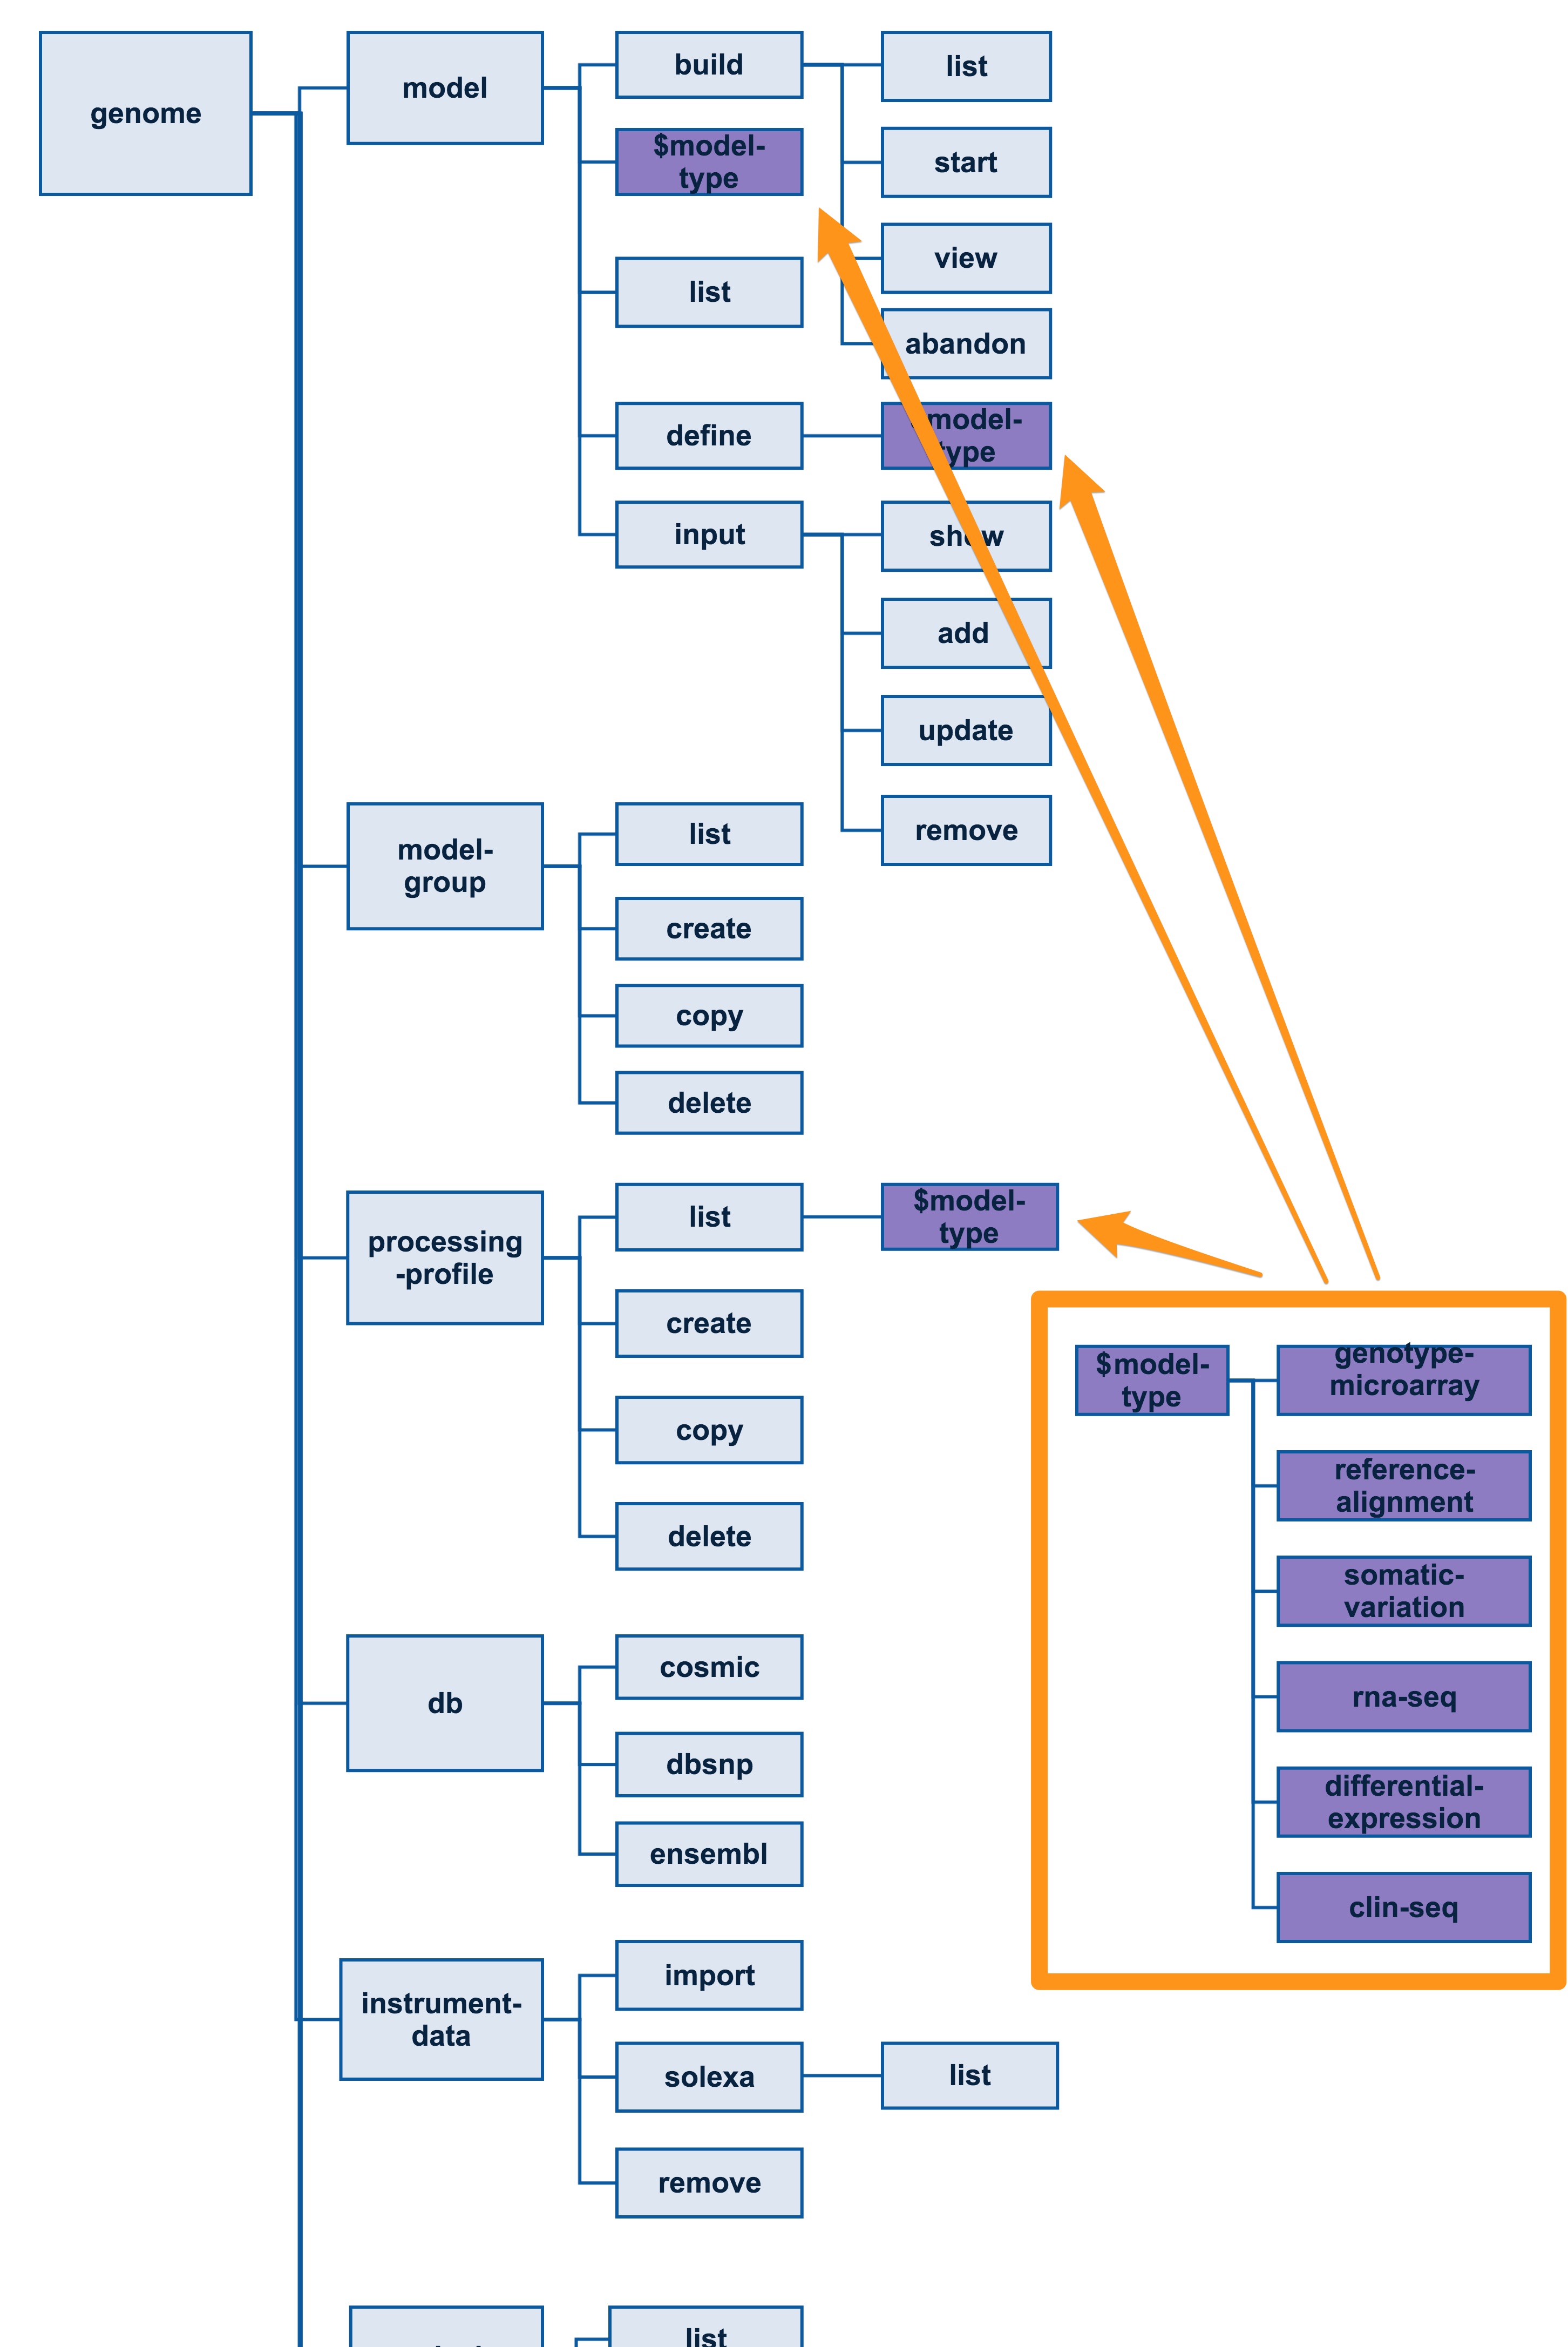 genome
model
build
list
start
view
abandon
$model-
type
list
define
model-
type
input
show
add
update
remove
model-
group
list
create
copy
delete
processing
-profile
list
$model-
type
create
copy
delete
$model-
type
genotype-
microarray
reference-
alignment
somatic-
variation
rna-seq
differential-
expression
clin-seq
db
cosmic
dbsnp
ensembl
instrument-
data
import
solexa
list
remove
list